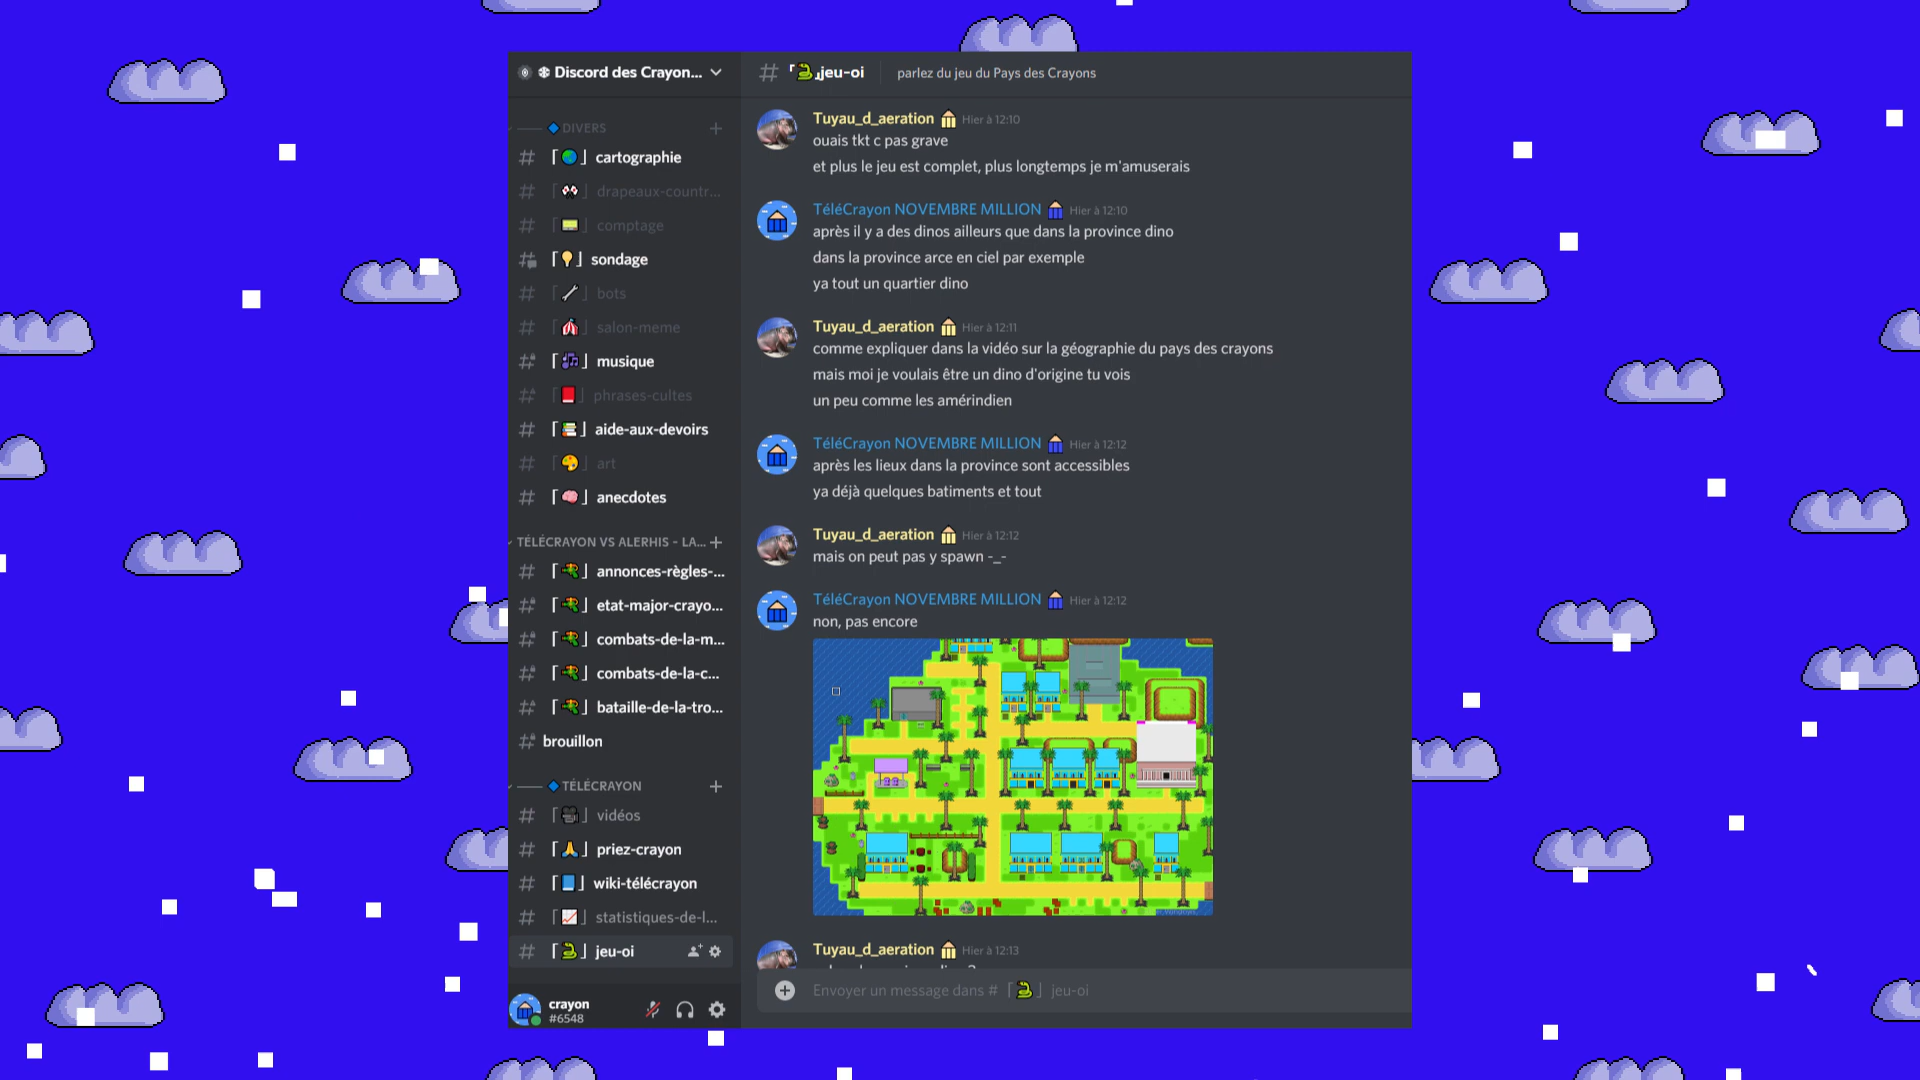 Discord des Crayon...
DIVERS
cartographie
drapeaux-countr...
comptage
sondage
bots
salon-meme
musique
phrases-cultes
aide-aux-devoirs
art
anecdotes
TÉLÉCRAYON VS ALERHIS - LA...
annonces-règles-...
etat-major-crayo...
combats-de-la-m...
combats-de-la-c...
bataille-de-la-tro...
brouillon
TÉLÉCRAYON
vidéos
priez-crayon
wiki-télécrayon
statistiques-de-l...
jeu-oi
crayon
#6548
jeu-oi
parlez du jeu du Pays des Crayons
Tuyau_d_aeration Hier à 12:10
ouais tkt c pas grave
et plus le jeu est complet, plus longtemps je m'amuserais
TéléCrayon NOVEMBRE MILLION Hier à 12:10
après il y a des dinos ailleurs que dans la province dino
dans la province arce en ciel par exemple
ya tout un quartier dino
Tuyau_d_aeration Hier à 12:11
comme expliquer dans la vidéo sur la géographie du pays des crayons
mais moi je voulais être un dino d'origine tu vois
un peu comme les amérindien
TéléCrayon NOVEMBRE MILLION Hier à 12:12
après les lieux dans la province sont accessibles
ya déjà quelques batiments et tout
Tuyau_d_aeration Hier à 12:12
mais on peut pas y spawn -_-
TéléCrayon NOVEMBRE MILLION Hier à 12:12
non, pas encore
Tuyau_d_aeration Hier à 12:13
Envoyer un message dans # 「 」 jeu-oi